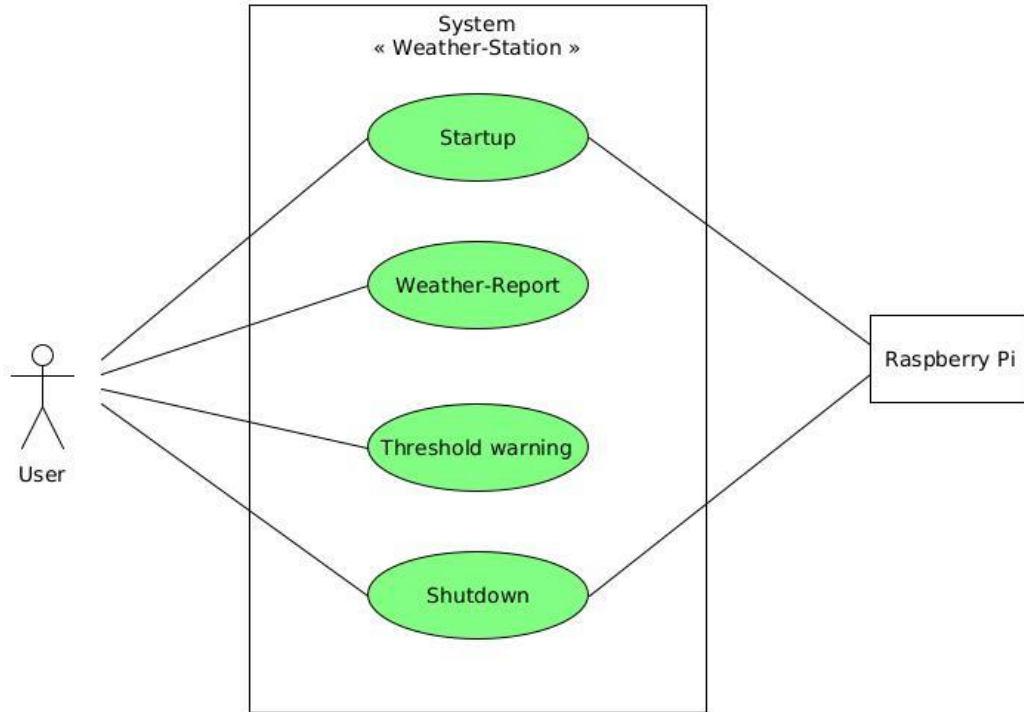 System
« Weather-Station »
Startup
Weather-Report
Raspberry Pi
Threshold warning
User
Shutdown